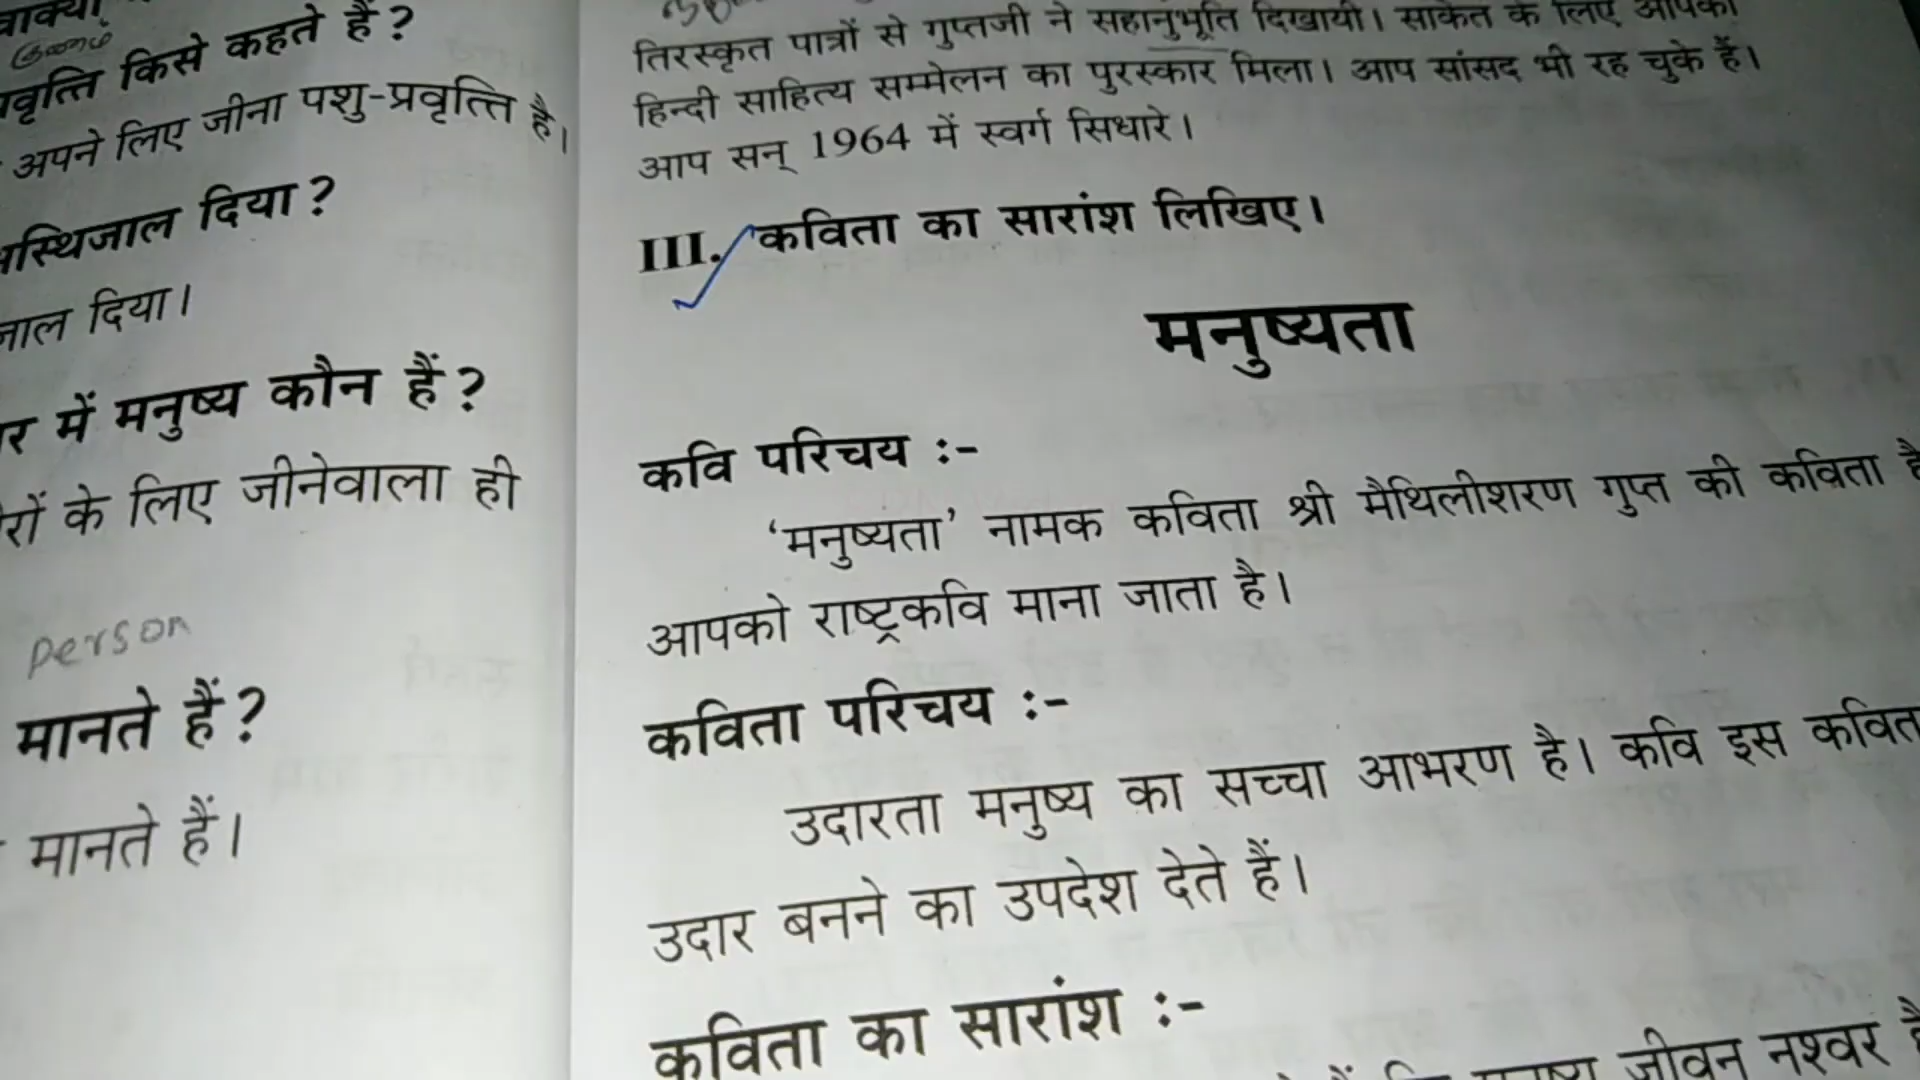 किसे कहते हैं?
अपने लिए जीना पशु-प्रवृत्ति है।
दिया?
दिया।
में मनुष्य कौन हैं?
के लिए जीनेवाला ही
person
मानते हैं?
मानते हैं।
तिरस्कृत पात्रों से गुप्तजी ने सहानुभूति दिखायी। साकेत के लिए आपको
हिन्दी साहित्य सम्मेलन का पुरस्कार मिला। आप सांसद भी रह चुके हैं।
आप सन् 1964 में स्वर्ग सिधारे।
III. कविता का सारांश लिखिए।
मनुष्यता
कवि परिचय :-
‘मनुष्यता’ नामक कविता श्री मैथिलीशरण गुप्त की कविता
आपको राष्ट्रकवि माना जाता है।
कविता परिचय :-
उदारता मनुष्य का सच्चा आभरण है। कवि इस
उदार बनने का उपदेश देते हैं।
कविता का सारांश :-
जीवन नश्वर